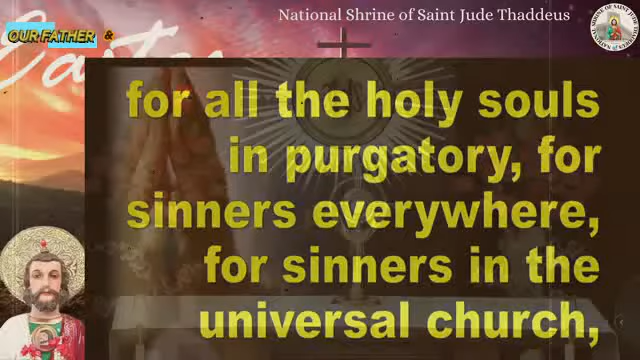 National Shrine of Saint Jude Thaddeus
OUR FATHER &
Easter
for all the holy souls
in purgatory, for
sinners everywhere,
for sinners in the
universal church,